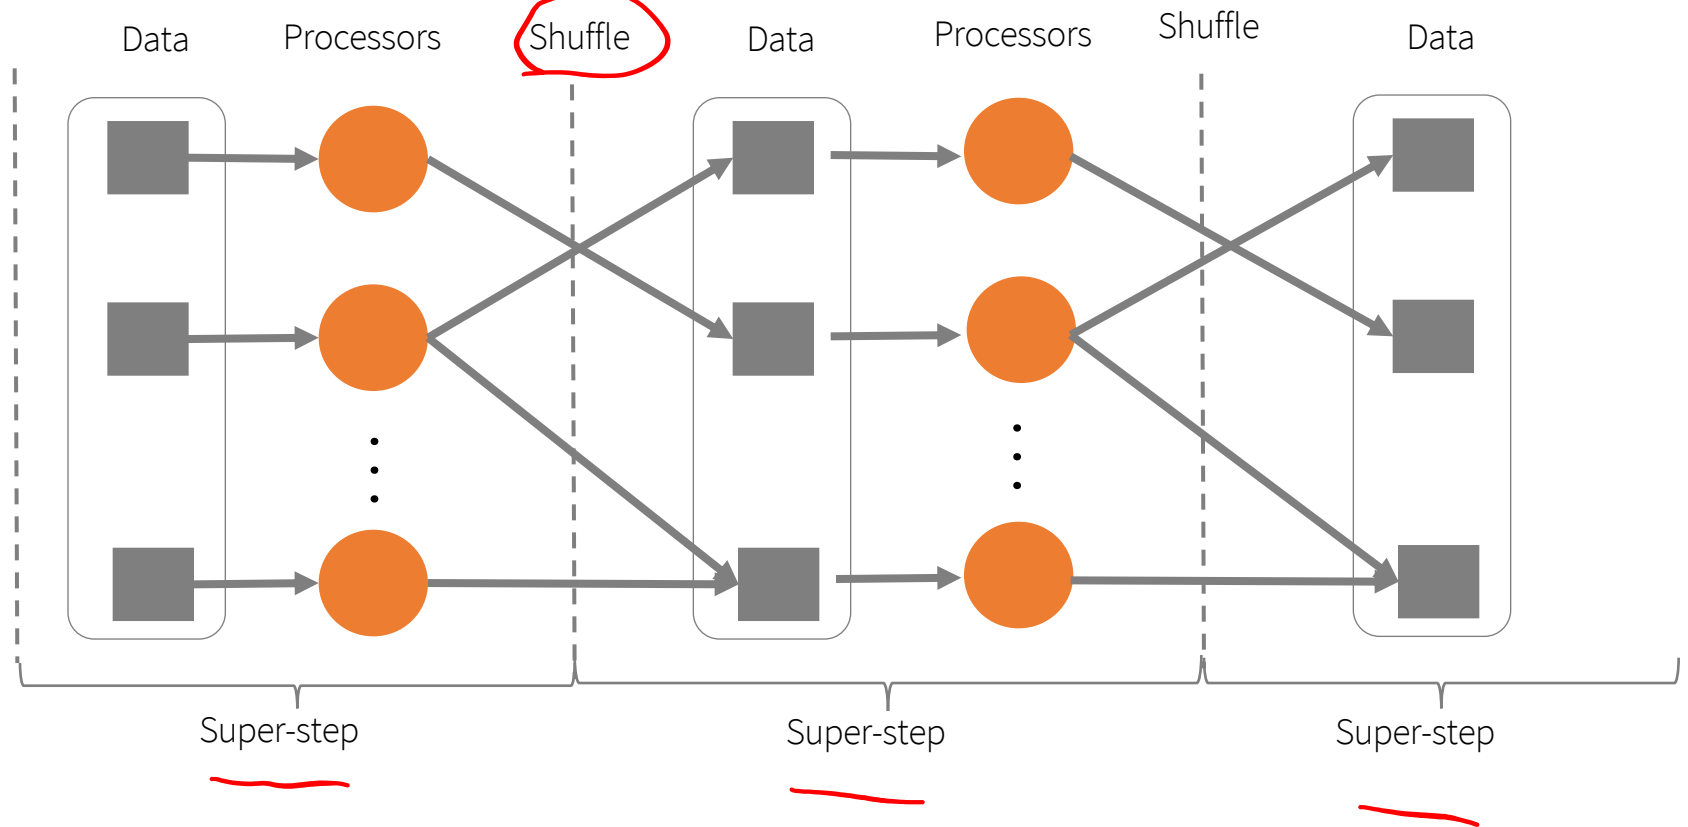 Data
Processors
Shuffle
Data
Processors
Shuffle
Data
Super-step
Super-step
Super-step